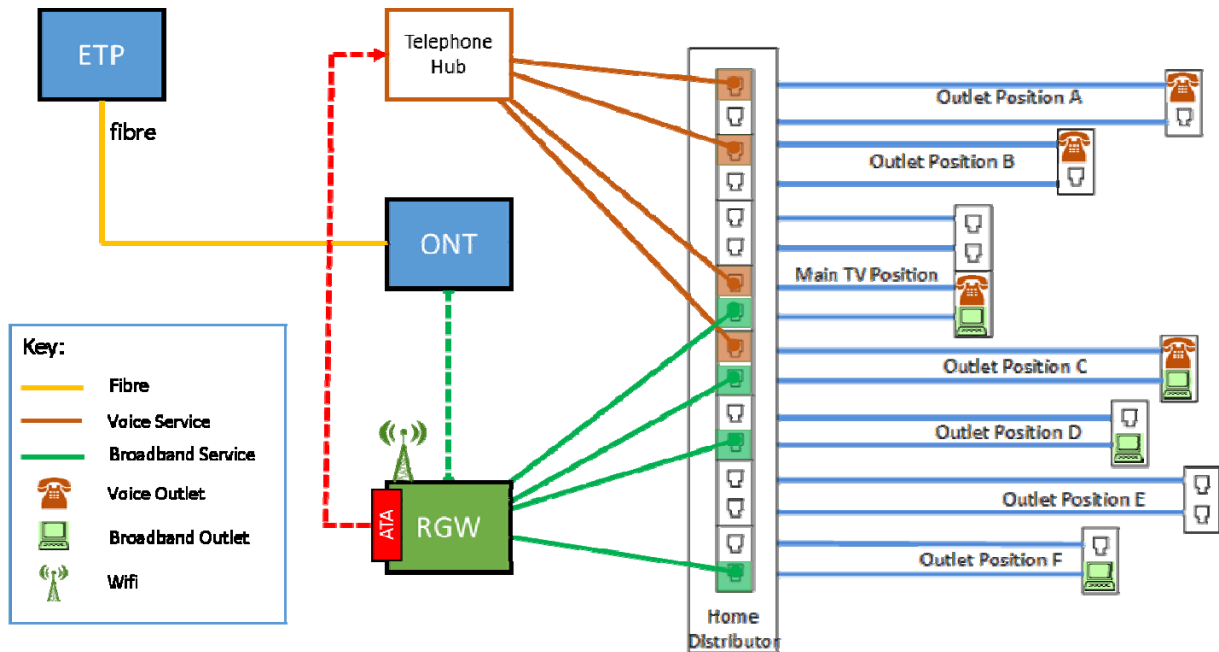 ETP
Telephone
Hub
fibre
Outlet Position A
Outlet Position B
ONT
Main TV Position
Key:
Fibre
Voice Service
Broadband Service
Voice Outlet
Broadband Outlet
Wifi
Outlet Position C
Outlet Position D
ATA
RGW
Outlet Position E
Outlet Position F
Home
Distributor